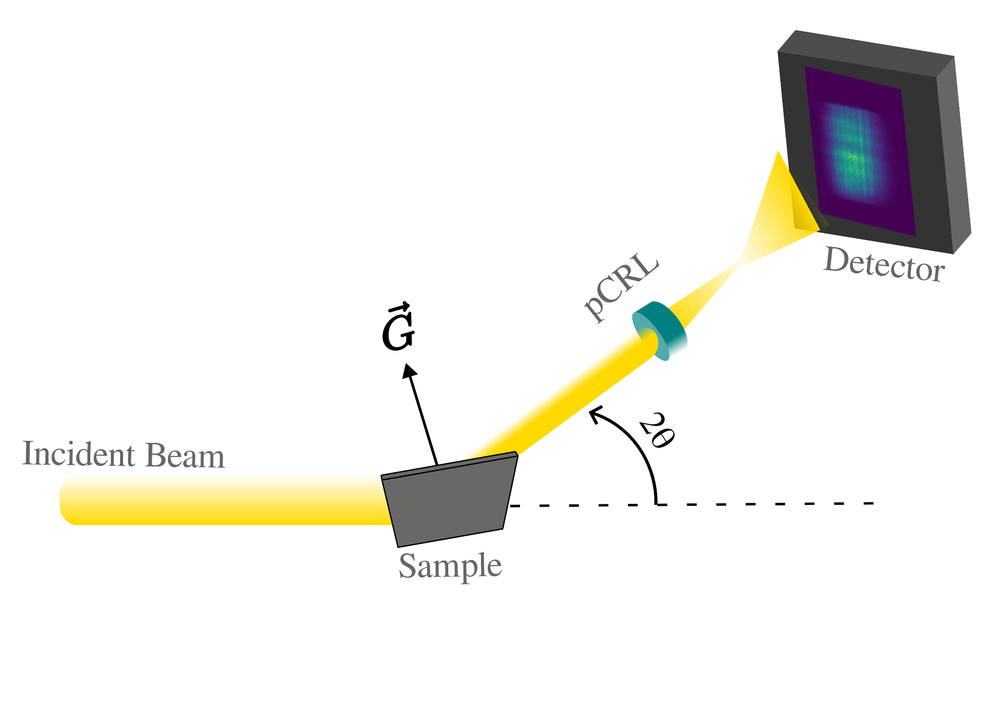 Detector
pCRL
G⃗
2θ
Incident Beam
Sample